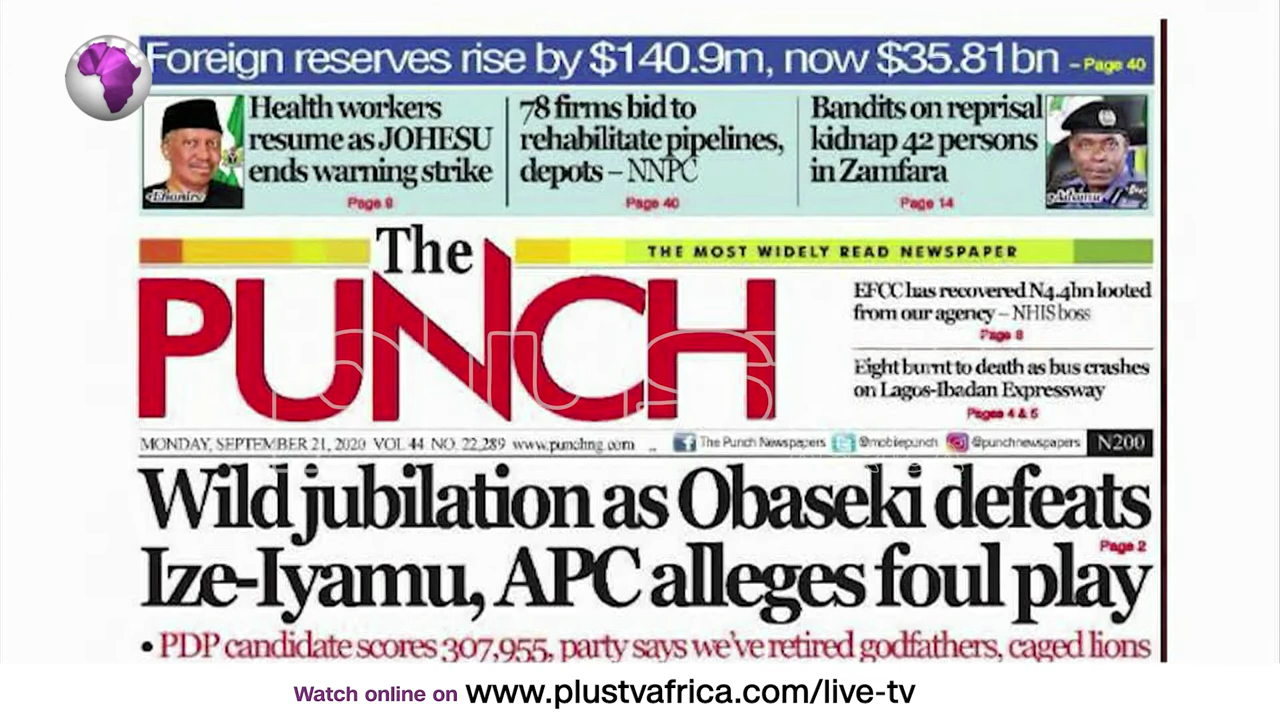 Foreign reserves rise by $140.9m, now $35.81bn – Page 40
Health workers
resume as JOHESU
ends warning strike
Page 9
Ehanire
78 firms bid to
rehabilitate pipelines,
depots – NNPC
Page 40
Bandits on reprisal
kidnap 42 persons
in Zamfara
Page 14
Adamu
The
PUNCH
THE MOST WIDELY READ NEWSPAPER
EFCC has recovered N4.4bn looted
from our agency – NHIS boss
Page 8
Eight burnt to death as bus crashes
on Lagos-Ibadan Expressway
Pages 4 & 5
plus
MONDAY, SEPTEMBER 21, 2020 VOL 44 NO. 22,289 www.punchng.com
The Punch Newspapers @mobilepunch @punchnewspapers N200
Wild jubilation as Obaseki defeats
Ize-Iyamu, APC alleges foul play
Page 2
• PDP candidate scores 307,955, party says we've retired godfathers, caged lions
Watch online on www.plustvafrica.com/live-tv